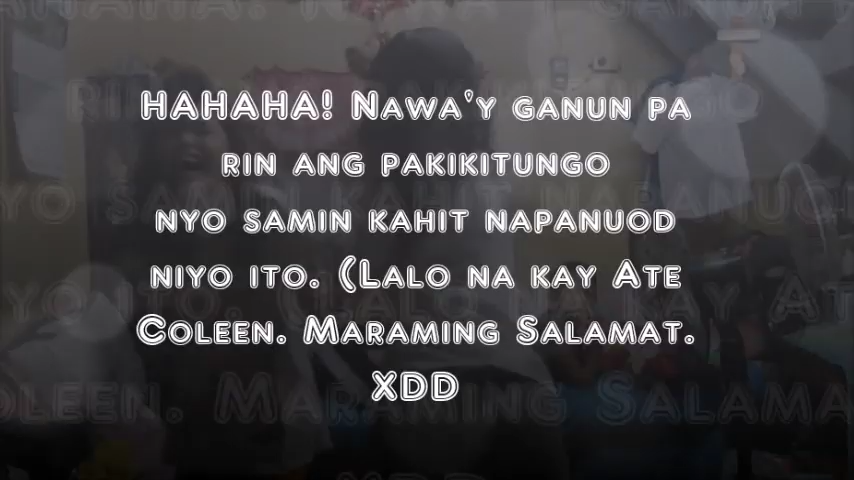 HAHAHA! Nawa'y ganun pa
rin ang pakikitungo
nyo samin kahit napanuod
niyo ito. (Lalo na kay Ate
Coleen. Maraming Salamat.
XDD